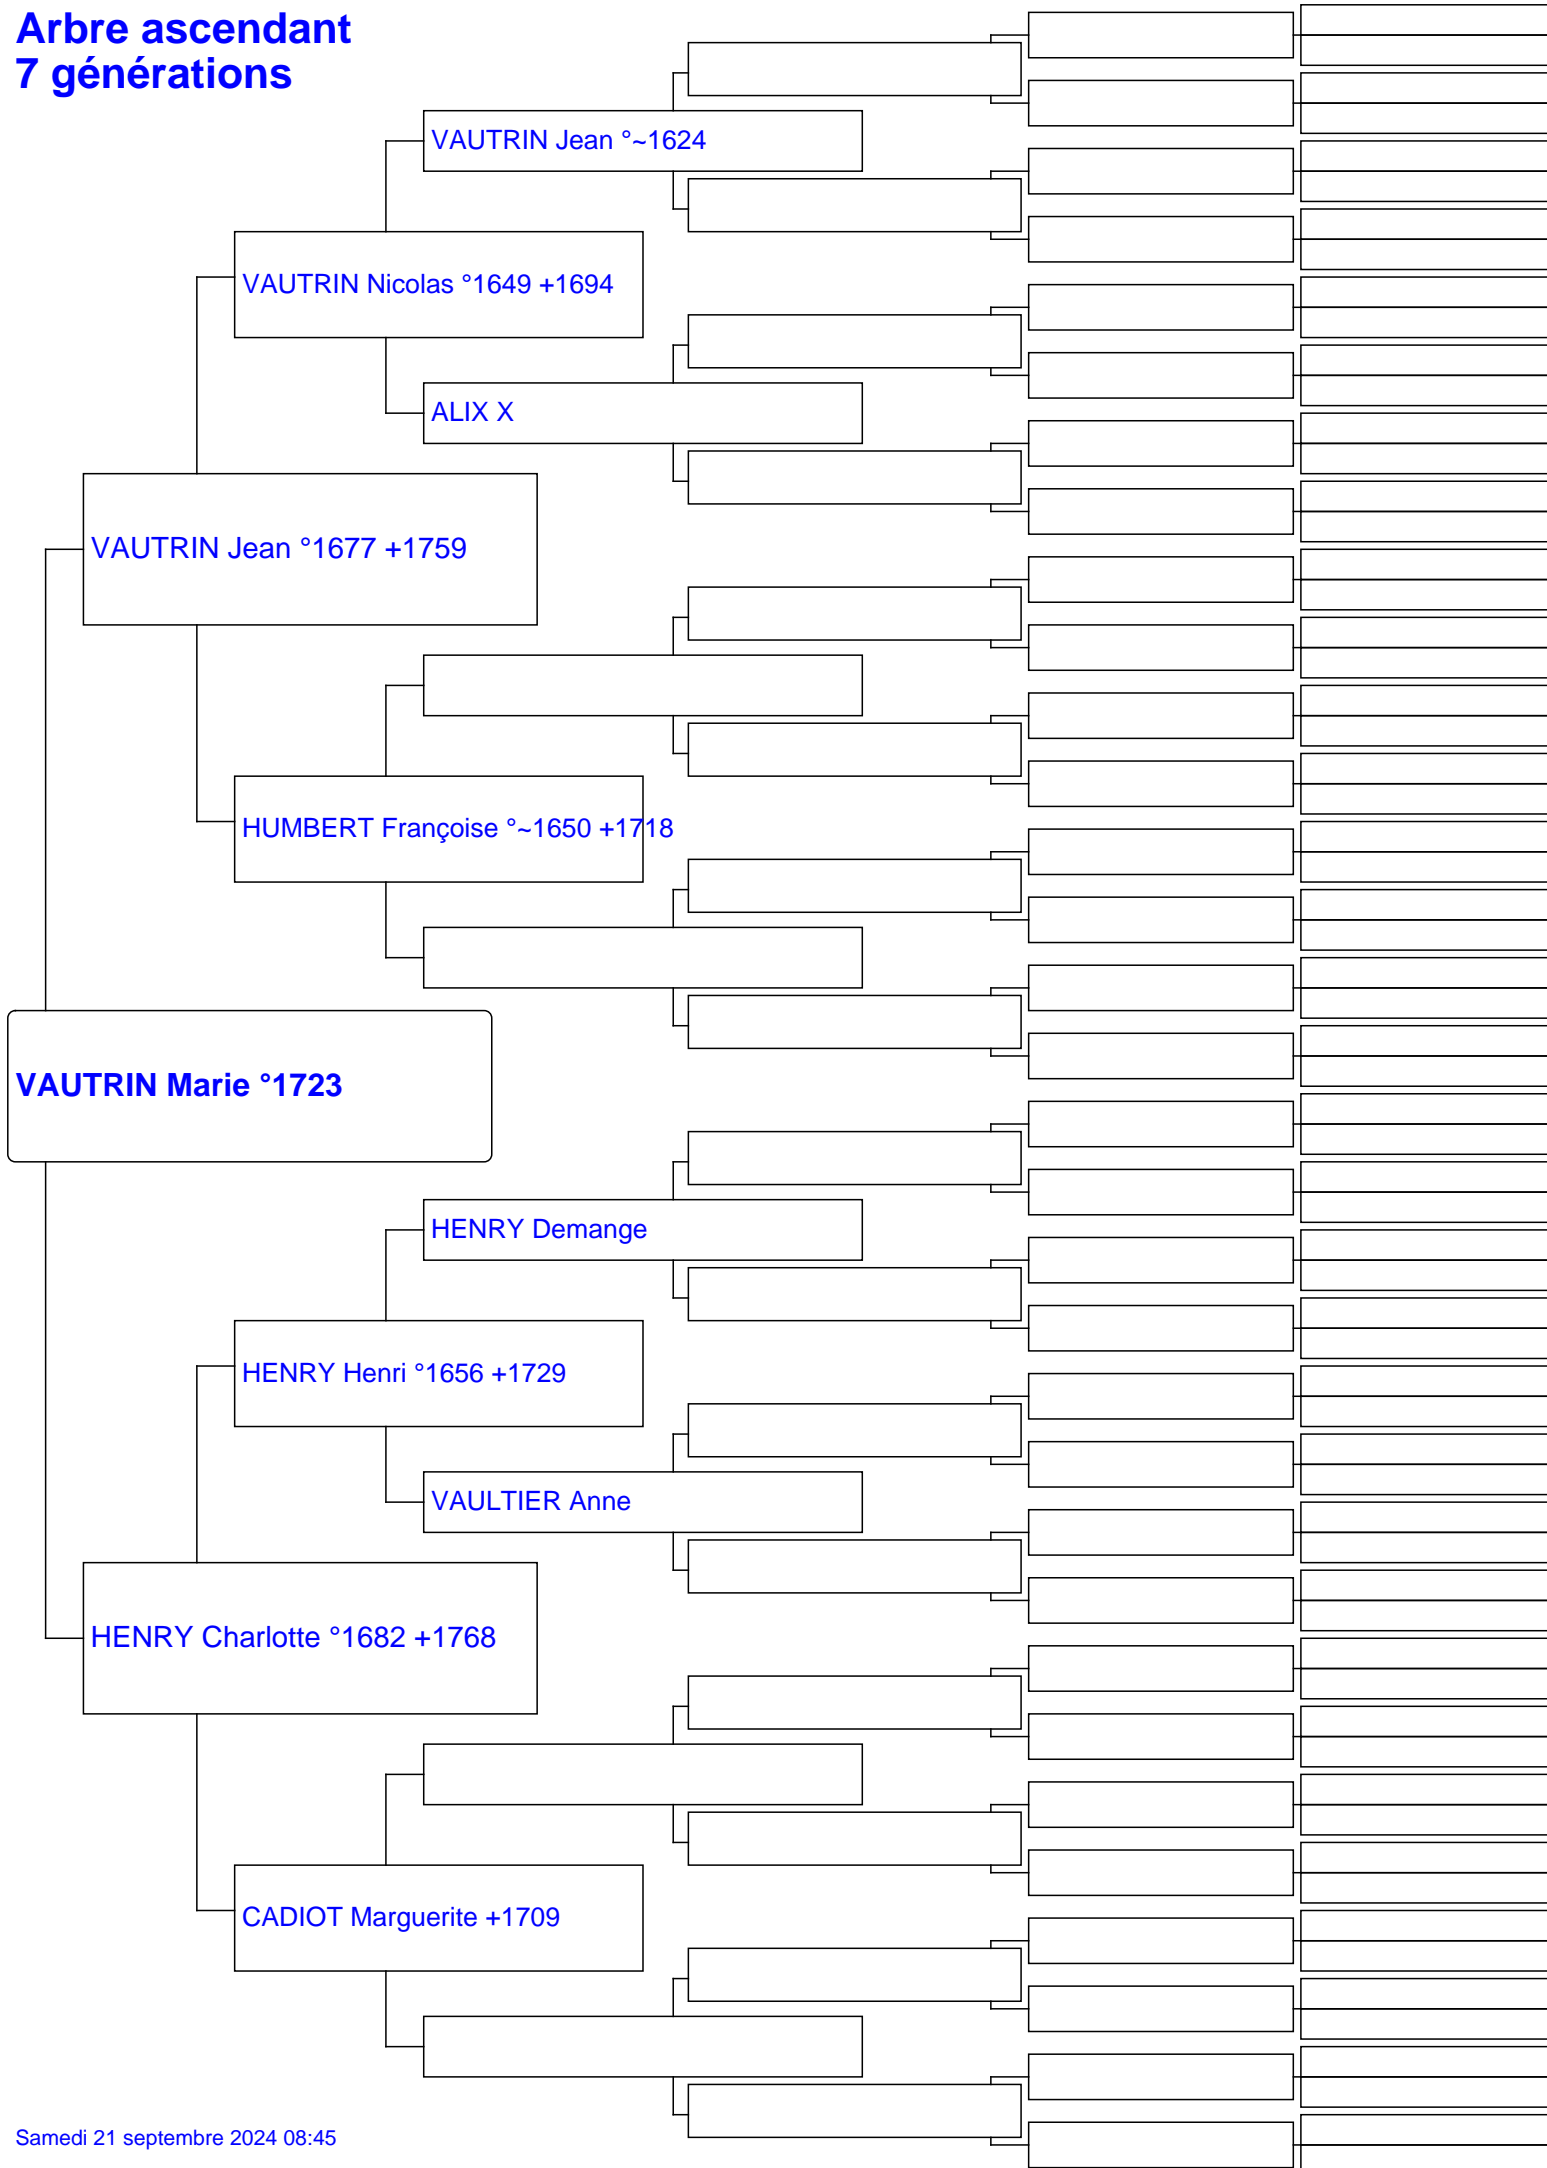 Arbre ascendant
7 générations
VAUTRIN Jean °~1624
VAUTRIN Nicolas °1649 +1694
ALIX X
VAUTRIN Jean °1677 +1759
HUMBERT Françoise °~1650 +1718
VAUTRIN Marie °1723
HENRY Demange
HENRY Henri °1656 +1729
VAULTIER Anne
HENRY Charlotte °1682 +1768
CADIOT Marguerite +1709
Samedi 21 septembre 2024 08:45